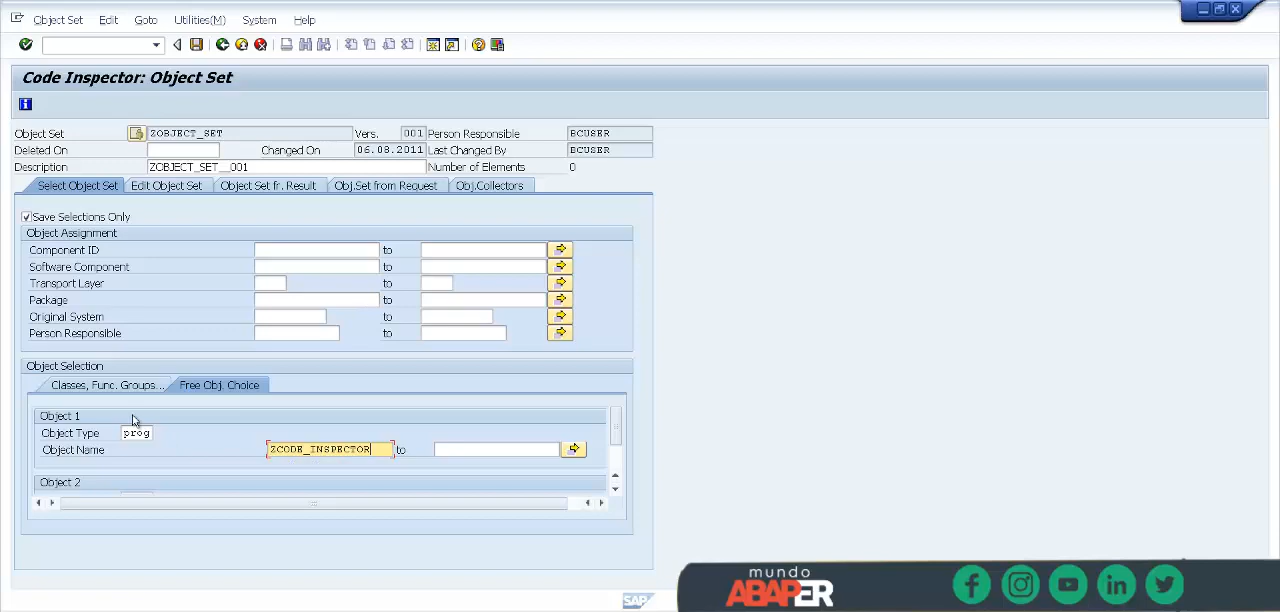 Object Set Edit Goto Utilities(M) System Help
Code Inspector: Object Set
Object Set ZOBJECT_SET Vers. 001 Person Responsible BCUSER
Deleted On Changed On 06.08.2011 Last Changed By BCUSER
Description ZOBJECT_SET__001 Number of Elements 0
Select Object Set Edit Object Set Object Set fr. Result Obj.Set from Request Obj.Collectors
Save Selections Only
Object Assignment
Component ID to
Software Component to
Transport Layer to
Package to
Original System to
Person Responsible to
Object Selection
Classes, Func. Groups... Free Obj. Choice
Object 1
Object Type prog
Object Name ZCODE_INSPECTOR to
Object 2
SAP
mundo
ABAPER